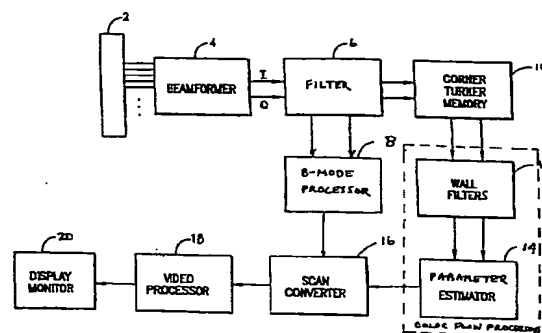 2
4
6
BEAMFORMER
I
Q
FILTER
CORNER
TURNER
MEMORY
8
B-MODE
PROCESSOR
WALL
FILTERS
20
18
16
14
DISPLAY
MONITOR
VIDEO
PROCESSOR
SCAN
CONVERTER
PARAMETER
ESTIMATOR
COLOR FLOW PROCESSOR